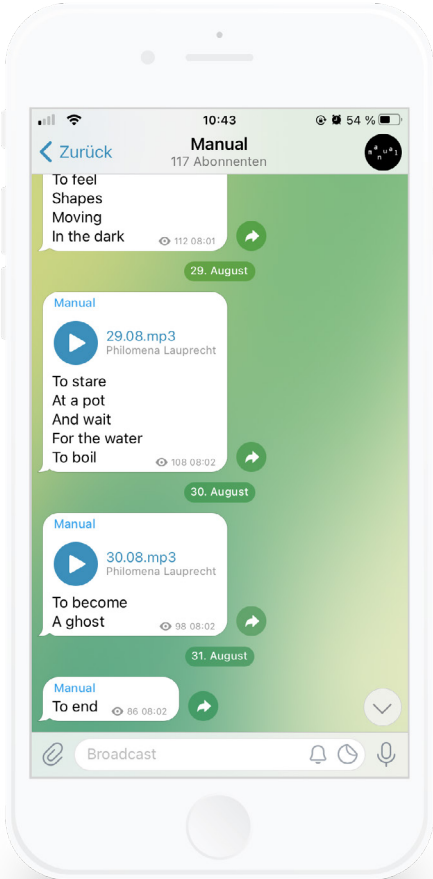 10:43
54 %
Zurück
Manual
117 Abonnenten
manual
To feel
Shapes
Moving
In the dark
112 08:01
29. August
Manual
29.08.mp3
Philomena Lauprecht
To stare
At a pot
And wait
For the water
To boil
108 08:02
30. August
Manual
30.08.mp3
Philomena Lauprecht
To become
A ghost
98 08:02
31. August
Manual
To end
86 08:02
Broadcast